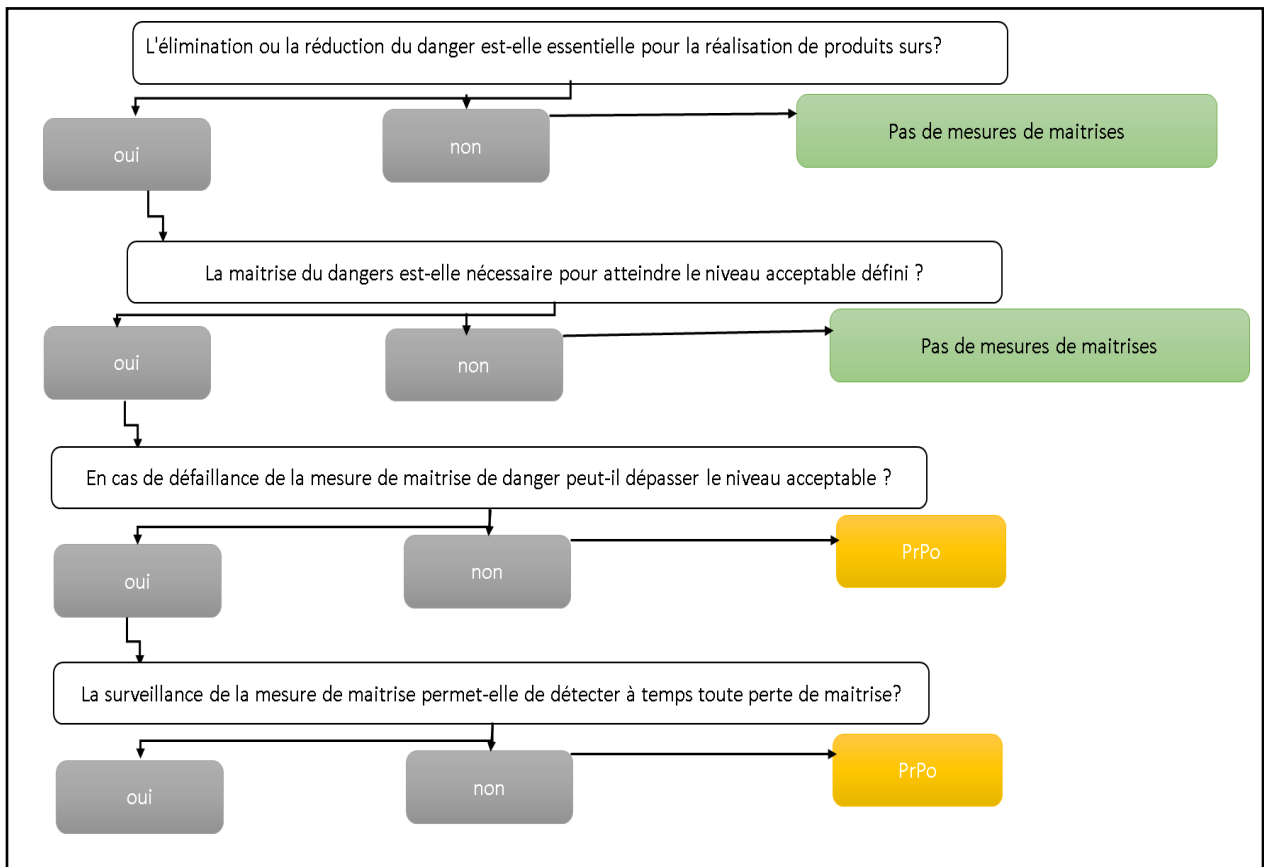 L'élimination ou la réduction du danger est-elle essentielle pour la réalisation de produits surs?
oui
non
Pas de mesures de maitrises
La maitrise du dangers est-elle nécessaire pour atteindre le niveau acceptable défini ?
oui
non
Pas de mesures de maitrises
En cas de défaillance de la mesure de maitrise de danger peut-il dépasser le niveau acceptable ?
oui
non
PrPo
La surveillance de la mesure de maitrise permet-elle de détecter à temps toute perte de maitrise?
oui
non
PrPo